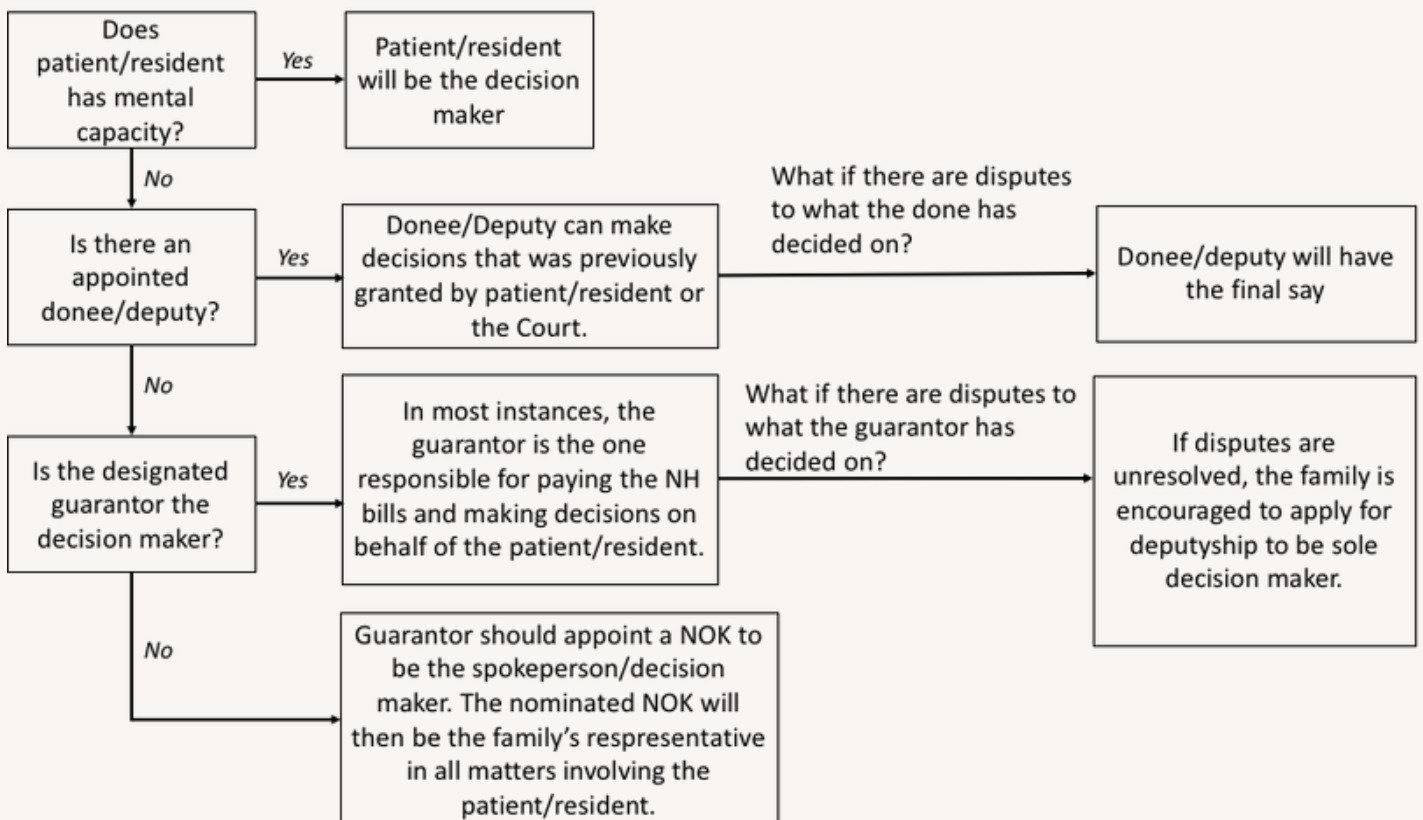 Does
patient/resident
has mental
capacity?
Yes
Patient/resident
will be the decision
maker
No
Is there an
appointed
donee/deputy?
Yes
Donee/Deputy can make
decisions that was previously
granted by patient/resident or
the Court.
What if there are disputes
to what the done has
decided on?
Donee/deputy will have
the final say
No
Is the designated
guarantor the
decision maker?
Yes
In most instances, the
guarantor is the one
responsible for paying the NH
bills and making decisions on
behalf of the patient/resident.
What if there are disputes to
what the guarantor has
decided on?
If disputes are
unresolved, the family is
encouraged to apply for
deputyship to be sole
decision maker.
No
Guarantor should appoint a NOK to
be the spokeperson/decision
maker. The nominated NOK will
then be the family’s respresentative
in all matters involving the
patient/resident.